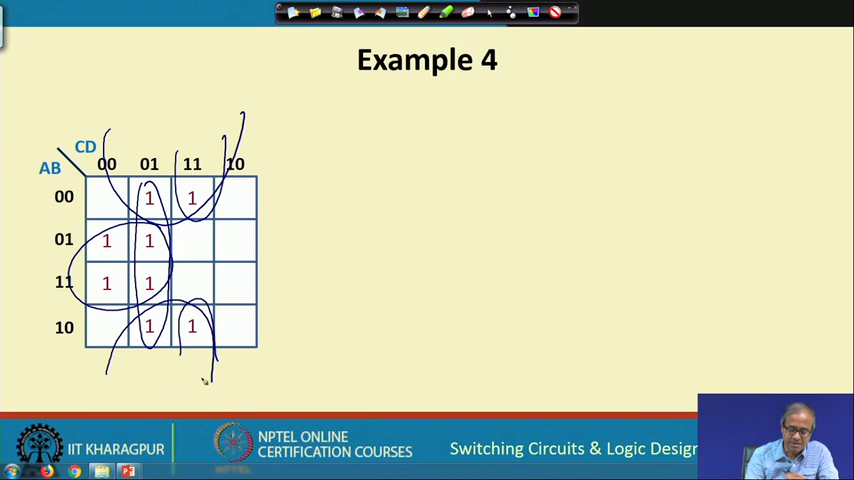 Example 4
CD
AB
00 01 11 10
00 1 1
01 1 1
11 1 1
10 1 1
IIT KHARAGPUR
NPTEL ONLINE
CERTIFICATION COURSES
NPTEL
Switching Circuits & Logic Design